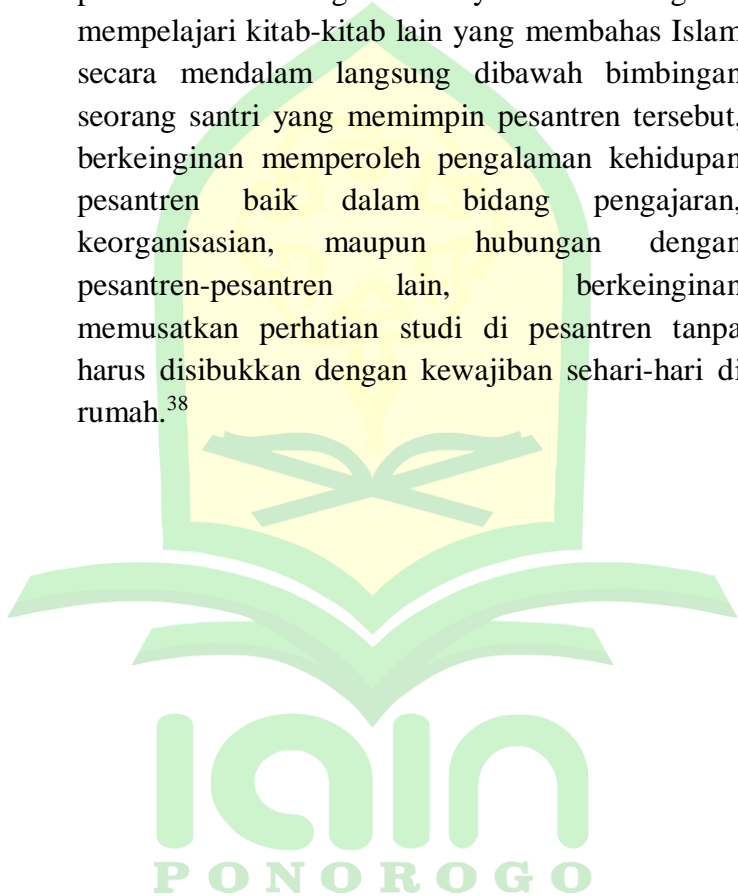 mempelajari kitab-kitab lain yang membahas Islam
secara mendalam langsung dibawah bimbingan
seorang santri yang memimpin pesantren tersebut,
berkeinginan memperoleh pengalaman kehidupan
pesantren baik dalam bidang pengajaran,
keorganisasian, maupun hubungan dengan
pesantren-pesantren lain, berkeinginan
memusatkan perhatian studi di pesantren tanpa
harus disibukkan dengan kewajiban sehari-hari di
rumah.38
iain
PONOROGO